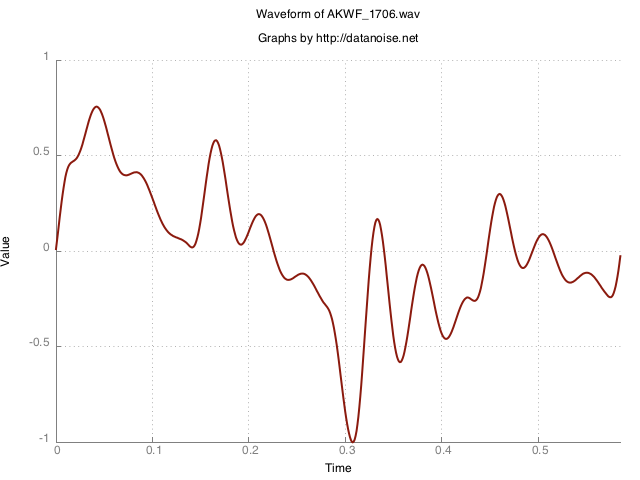 Waveform of AKWF_1706.wav
Graphs by http://datanoise.net
1
0.5
0
-0.5
-1
Value
0 0.1 0.2 0.3 0.4 0.5
Time